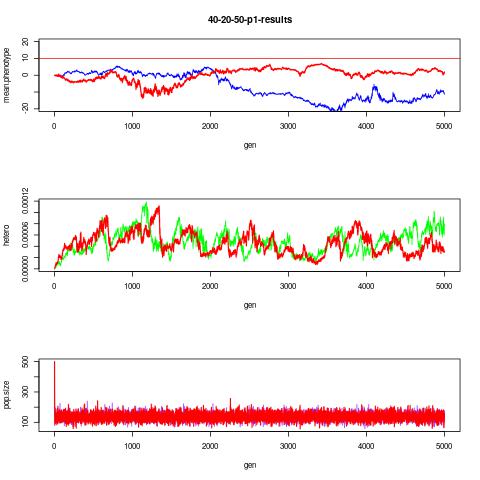 40-20-50-p1-results
mean.phenotype
20
10
0
-20
0 1000 2000 3000 4000 5000
gen
hetero
0.00012
0.00006
0.00000
0 1000 2000 3000 4000 5000
gen
pop.size
500
300
100
0 1000 2000 3000 4000 5000
gen